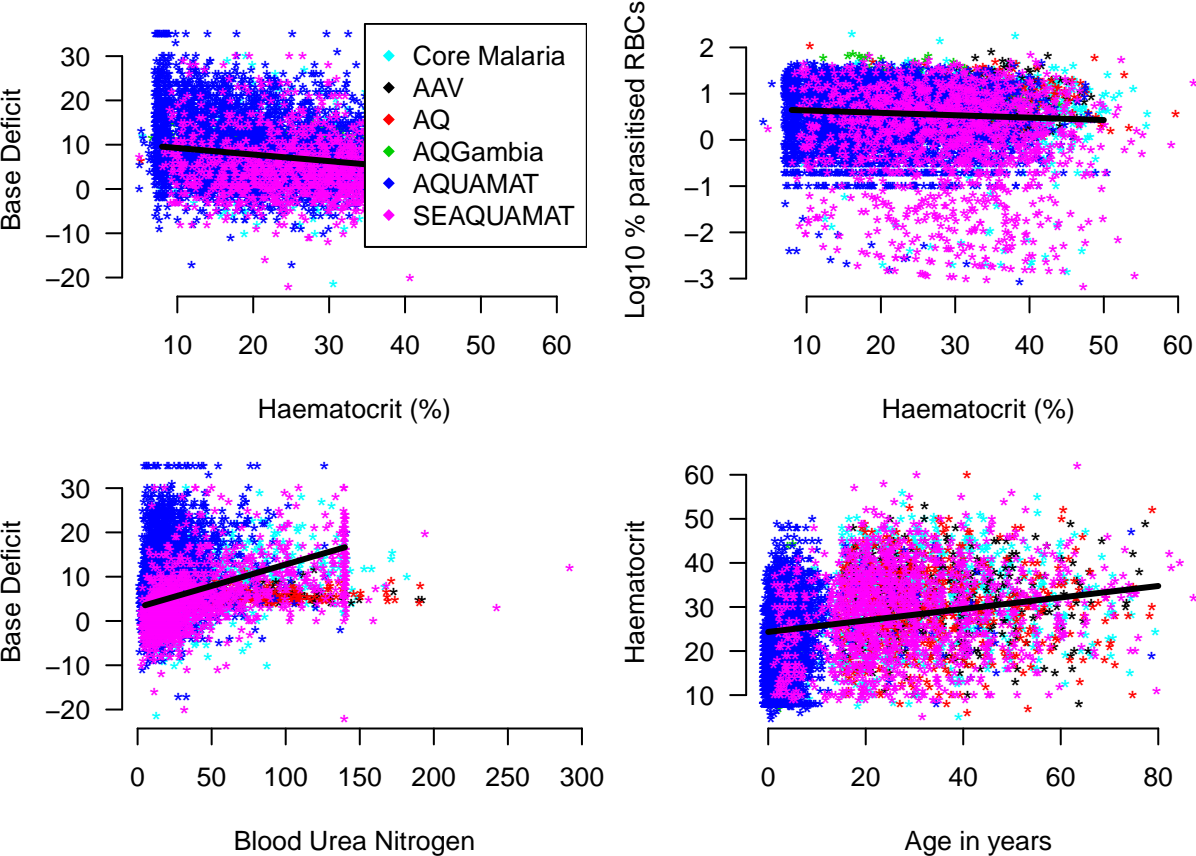 Base Deficit
30
20
10
0
−10
−20
10 20 30 40 50 60
Haematocrit (%)
Core Malaria
AAV
AQ
AQGambia
AQUAMAT
SEAQUAMAT
Log10 % parasitised RBCs
2
1
0
−1
−2
−3
10 20 30 40 50 60
Haematocrit (%)
Base Deficit
30
20
10
0
−10
−20
0 50 100 150 200 250 300
Blood Urea Nitrogen
Haematocrit
60
50
40
30
20
10
0 20 40 60 80
Age in years